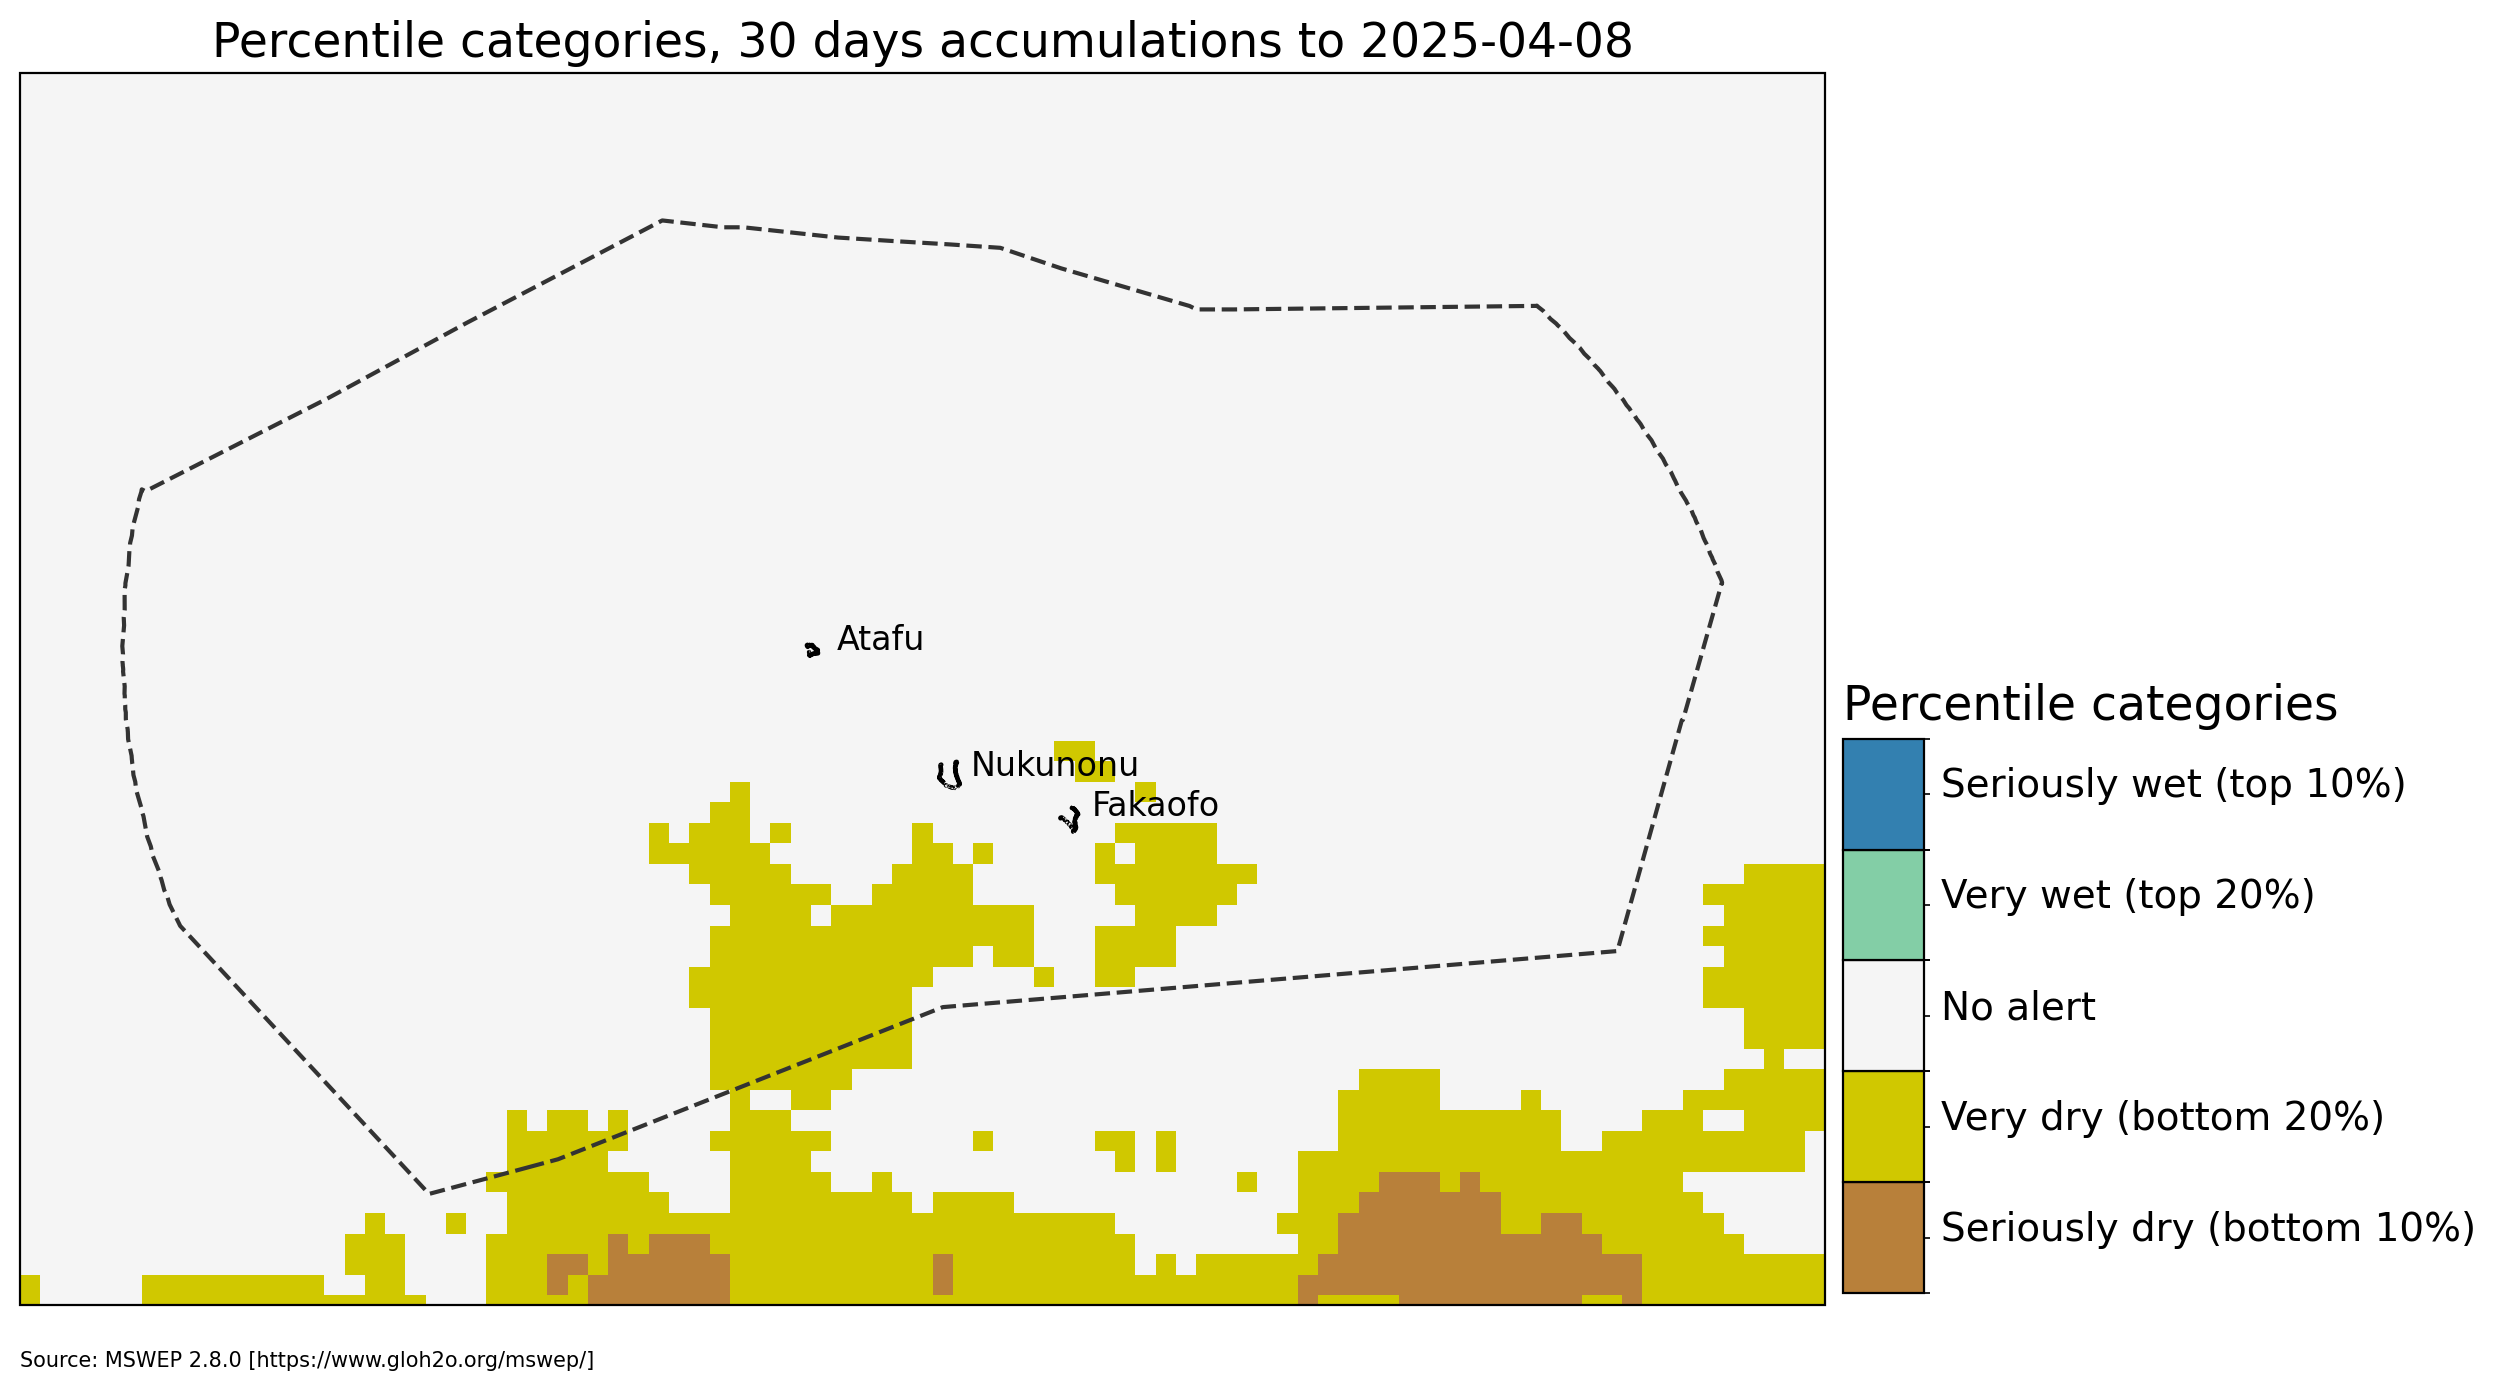 Percentile categories, 30 days accumulations to 2025-04-08
Atafu
Nukunonu
Fakaofo
Percentile categories
Seriously wet (top 10%)
Very wet (top 20%)
No alert
Very dry (bottom 20%)
Seriously dry (bottom 10%)
Source: MSWEP 2.8.0 [https://www.gloh2o.org/mswep/]